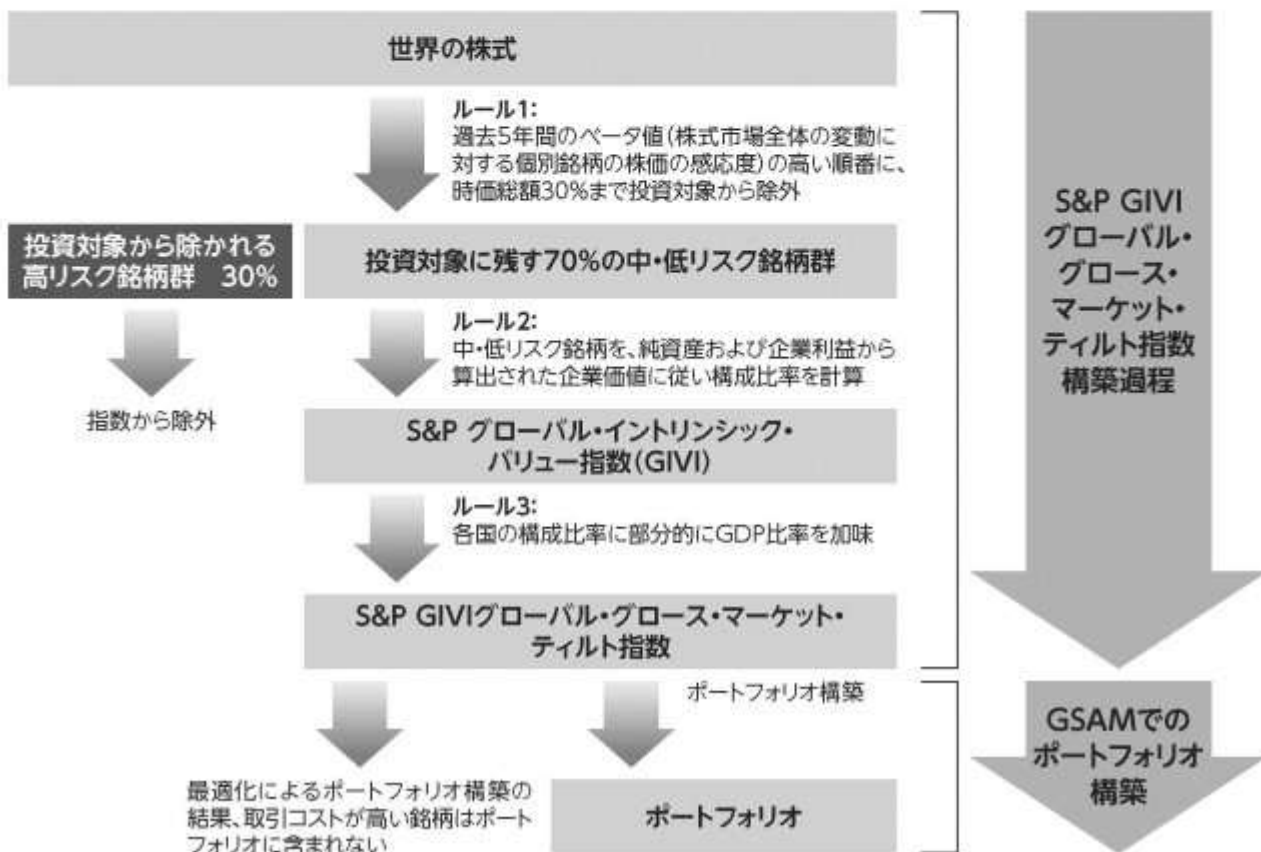 世界の株式
ルール1:
過去5年間のベータ値(株式市場全体の変動に
対する個別銘柄の株価の感応度)の高い順番に、
時価総額30%まで投資対象から除外
投資対象から除かれる
高リスク銘柄群 30%
投資対象に残す70%の中・低リスク銘柄群
ルール2:
中・低リスク銘柄を、純資産および企業利益から
算出された企業価値に従い構成比率を計算
指数から除外
S&P グローバル・イントリンシック・
バリュー指数(GIVI)
ルール3:
各国の構成比率に部分的にGDP比率を加味
S&P GIVIグローバル・グロース・マーケット・
ティルト指数
ポートフォリオ構築
最適化によるポートフォリオ構築の
結果、取引コストが高い銘柄はポート
フォリオに含まれない
ポートフォリオ
S&P GIVI
グローバル・
グロース・
マーケット・
ティルト指数
構築過程
GSAMでの
ポートフォリオ
構築